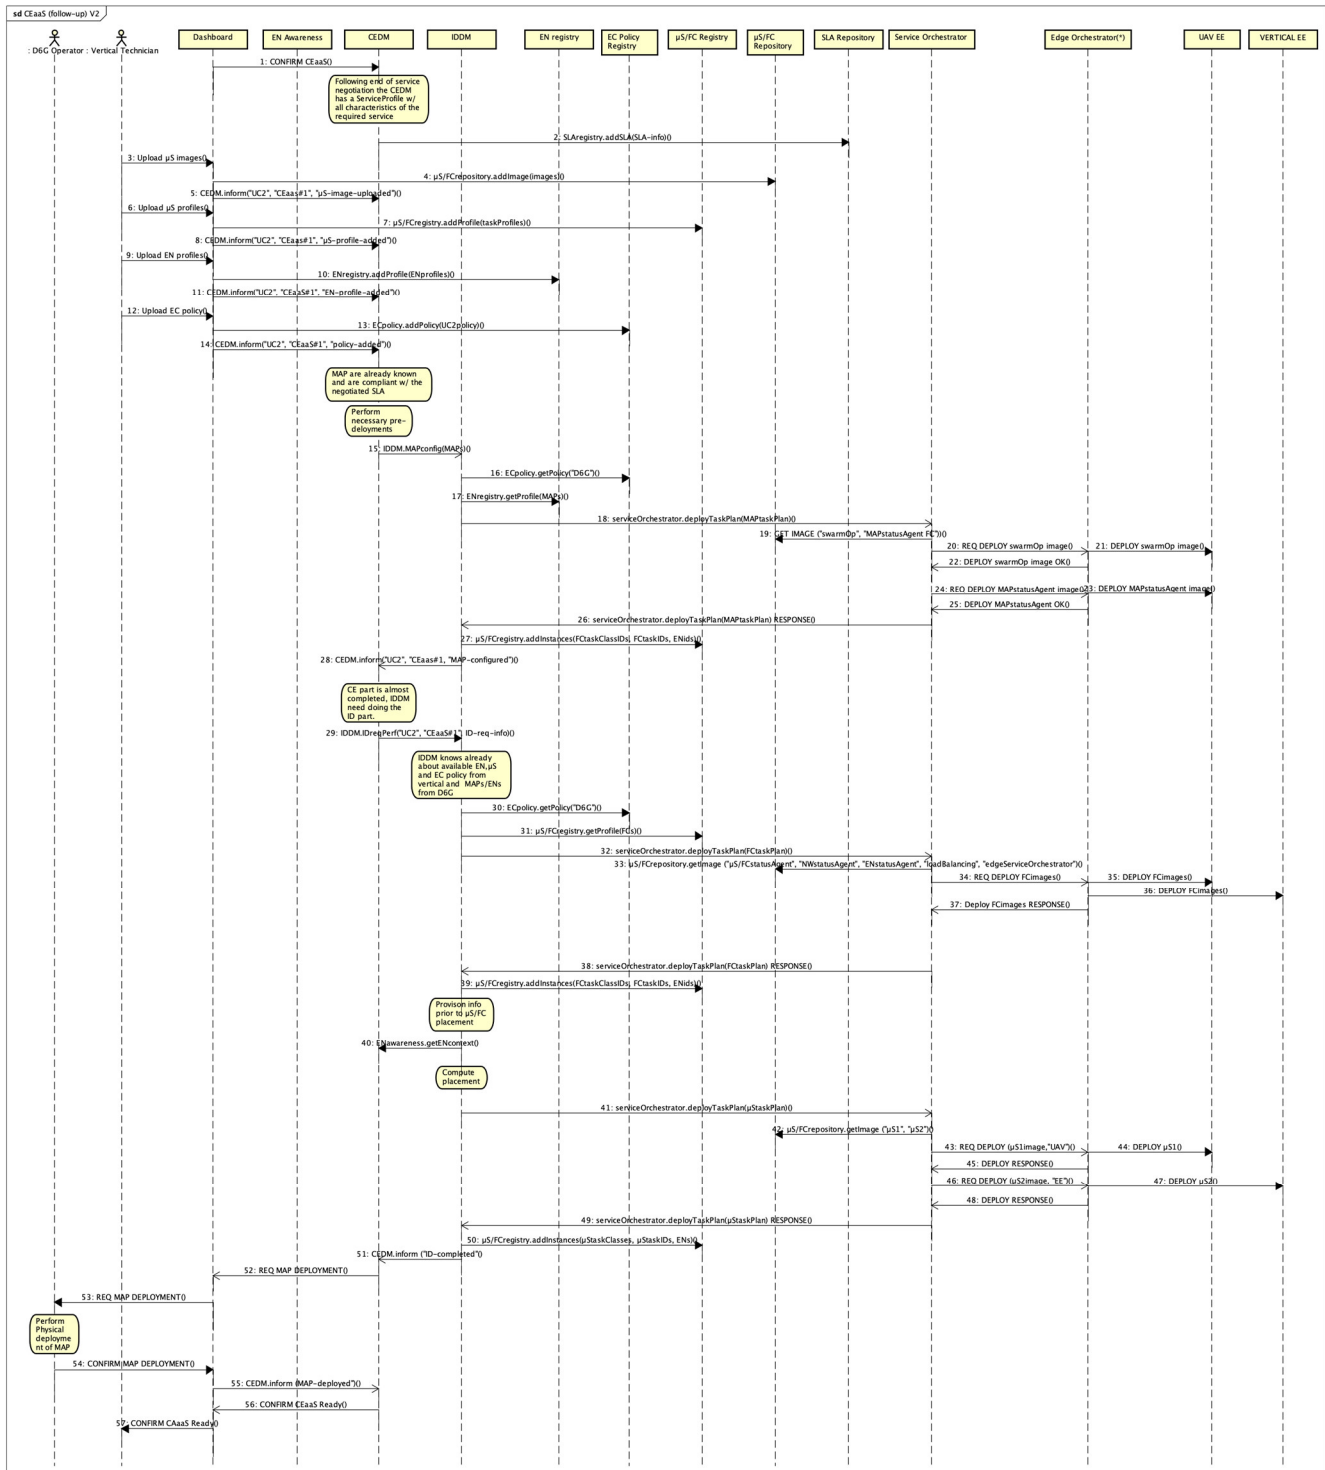 sd CEaaS (follow-up) V2
: D6G Operator
: Vertical Technician
Dashboard
EN Awareness
CEDM
IDDM
EN registry
EC Policy
Registry
µS/FC Registry
µS/FC
Repository
SLA Repository
Service Orchestrator
Edge Orchestrator(*)
UAV EE
VERTICAL EE
1: CONFIRM CEaaS()
Following end of service
negotiation the CEDM
has a ServiceProfile w/
all characteristics of the
required service
2: SLAregistry.addSLA(SLA-info)()
3: Upload µS images()
4: µS/FCrepository.addImage(images)()
5: CEDM.inform("UC2", "CEaas#1", "µS-image-uploaded")()
6: Upload µS profiles()
7: µS/FCregistry.addProfile(taskProfiles)()
8: CEDM.inform("UC2", "CEaas#1", "µS-profile-added")()
9: Upload EN profiles()
10: ENregistry.addProfile(ENprofiles)()
11: CEDM.inform("UC2", "CEaaS#1", "EN-profile-added")()
12: Upload EC policy()
13: ECpolicy.addPolicy(UC2policy)()
14: CEDM.inform("UC2", "CEaaS#1", "policy-added")()
MAP are already known
and are compliant w/ the
negotiated SLA
Perform
necessary pre-
deloyments
15: IDDM.MAPconfig(MAPs)()
16: ECpolicy.getPolicy("D6G")()
17: ENregistry.getProfile(MAPs)()
18: serviceOrchestrator.deployTaskPlan(MAPtaskPlan)()
19: GET IMAGE ("swarmOp", "MAPstatusAgent FC"))()
20: REQ DEPLOY swarmOp image()
21: DEPLOY swarmOp image()
22: DEPLOY swarmOp image OK()
24: REQ DEPLOY MAPstatusAgent image()
23: DEPLOY MAPstatusAgent image()
25: DEPLOY MAPstatusAgent OK()
26: serviceOrchestrator.deployTaskPlan(MAPtaskPlan) RESPONSE()
27: µS/FCregistry.addInstances(FCtaskClassIDs, FCtaskIDs, ENids)()
28: CEDM.inform("UC2", "CEaas#1, "MAP-configured")()
CE part is almost
completed, IDDM
need doing the
ID part.
29: IDDM.IDreqPerf("UC2", "CEaaS#1", ID-req-info)()
IDDM knows already
about available EN,µS
and EC policy from
vertical and  MAPs/ENs
from D6G
30: ECpolicy.getPolicy("D6G")()
31: µS/FCregistry.getProfile(FCs)()
32: serviceOrchestrator.deployTaskPlan(FCtaskPlan)()
33: µS/FCrepository.getImage ("µS/FCstatusAgent", "NWstatusAgent", "ENstatusAgent", "loadBalancing", "edgeServiceOrchestrator")()
34: REQ DEPLOY FCimages()
35: DEPLOY FCimages()
36: DEPLOY FCimages()
37: Deploy FCimages RESPONSE()
38: serviceOrchestrator.deployTaskPlan(FCtaskPlan) RESPONSE()
39: µS/FCregistry.addInstances(FCtaskClassIDs, FCtaskIDs, ENids)()
Provison info
prior to µS/FC
placement
40: ENawareness.getENcontext()
Compute
placement
41: serviceOrchestrator.deployTaskPlan(µStaskPlan)()
42: µS/FCrepository.getImage ("µS1", "µS2")()
43: REQ DEPLOY (µS1image,"UAV")()
44: DEPLOY µS1()
45: DEPLOY RESPONSE()
46: REQ DEPLOY (µS2image, "EE")()
47: DEPLOY µS2()
48: DEPLOY RESPONSE()
49: serviceOrchestrator.deployTaskPlan(µStaskPlan) RESPONSE()
50: µS/FCregistry.addInstances(µStaskClasses, µStaskIDs, ENs)()
51: CEDM.inform ("ID-completed")()
52: REQ MAP DEPLOYMENT()
53: REQ MAP DEPLOYMENT()
Perform
Physical
deployme
nt of MAP
54: CONFIRM MAP DEPLOYMENT()
55: CEDM.inform (MAP-deployed")()
56: CONFIRM CEaaS Ready()
57: CONFIRM CAaaS Ready()